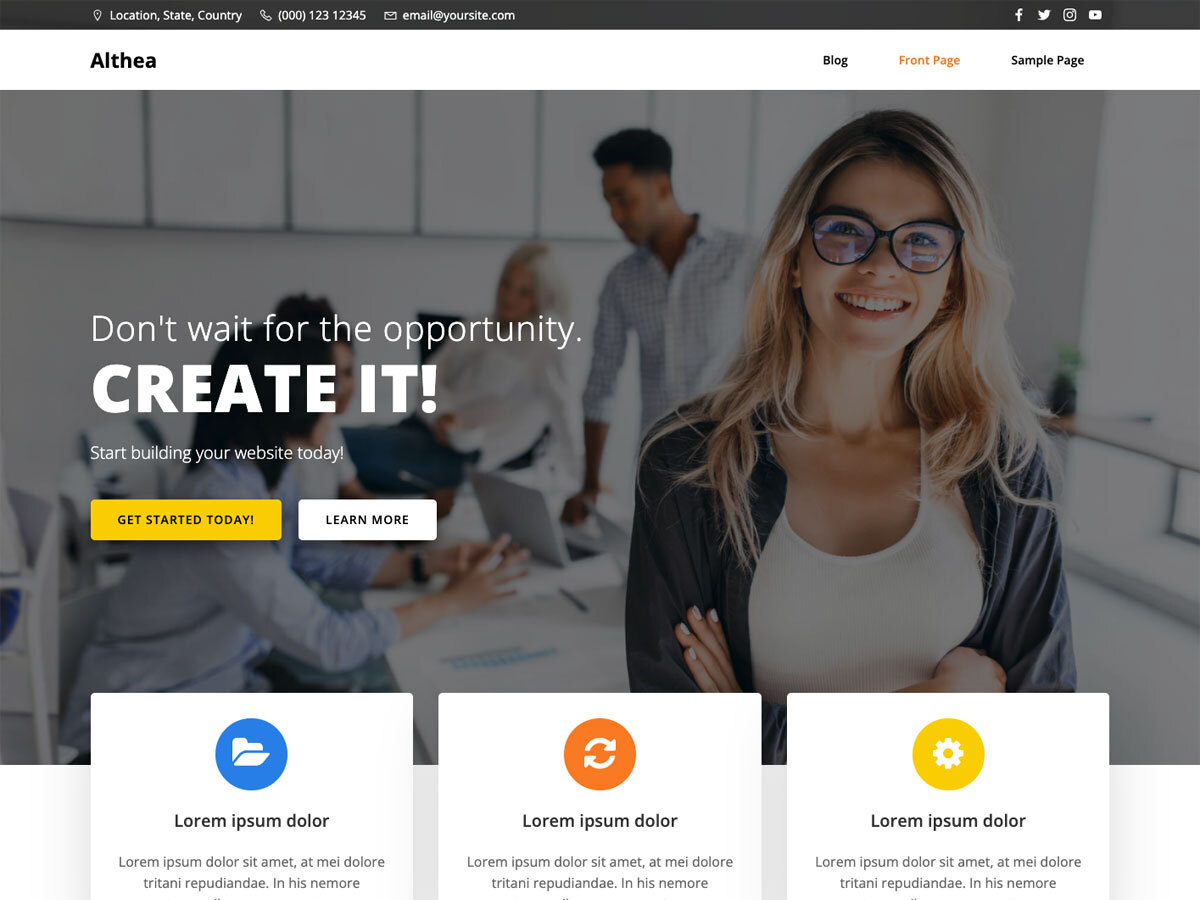 Location, State, Country (000) 123 12345 email@yoursite.com
Althea Blog Front Page Sample Page
Don't wait for the opportunity.
CREATE IT!
Start building your website today!
GET STARTED TODAY! LEARN MORE
Lorem ipsum dolor Lorem ipsum dolor Lorem ipsum dolor
Lorem ipsum dolor sit amet, at mei dolore Lorem ipsum dolor sit amet, at mei dolore Lorem ipsum dolor sit amet, at mei dolore
tritani repudiandae. In his nemore tritani repudiandae. In his nemore tritani repudiandae. In his nemore